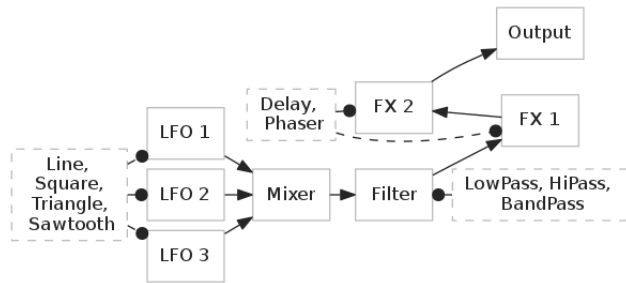 Output
Delay,
Phaser
FX 2
FX 1
LFO 1
Line,
Square,
Triangle,
Sawtooth
LFO 2
Mixer
Filter
LowPass, HiPass,
BandPass
LFO 3